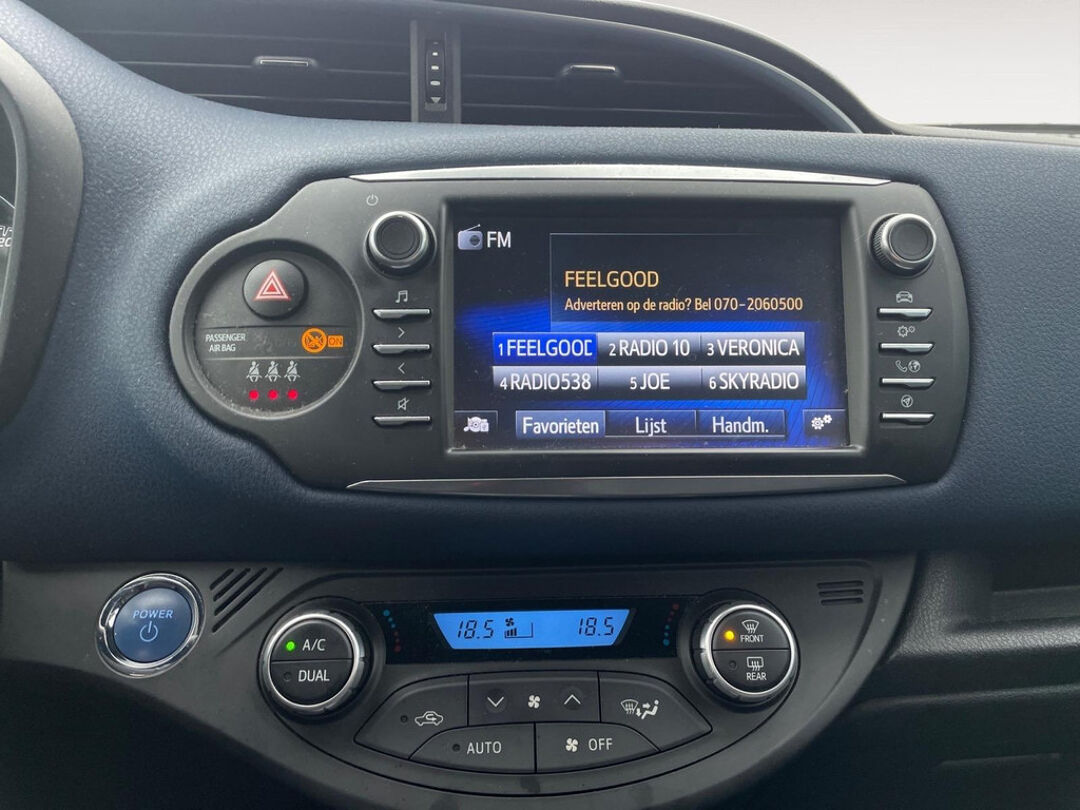 FM
FEELGOOD
Adverteren op de radio? Bel 070-2060500
1 FEELGOOD 2 RADIO 10 3 VERONICA
4 RADIO538 5 JOE 6 SKYRADIO
Favorieten Lijst Handm.
PASSENGER
AIR BAG
ON
POWER
A/C
DUAL
18.5 18.5
FRONT
REAR
AUTO
OFF